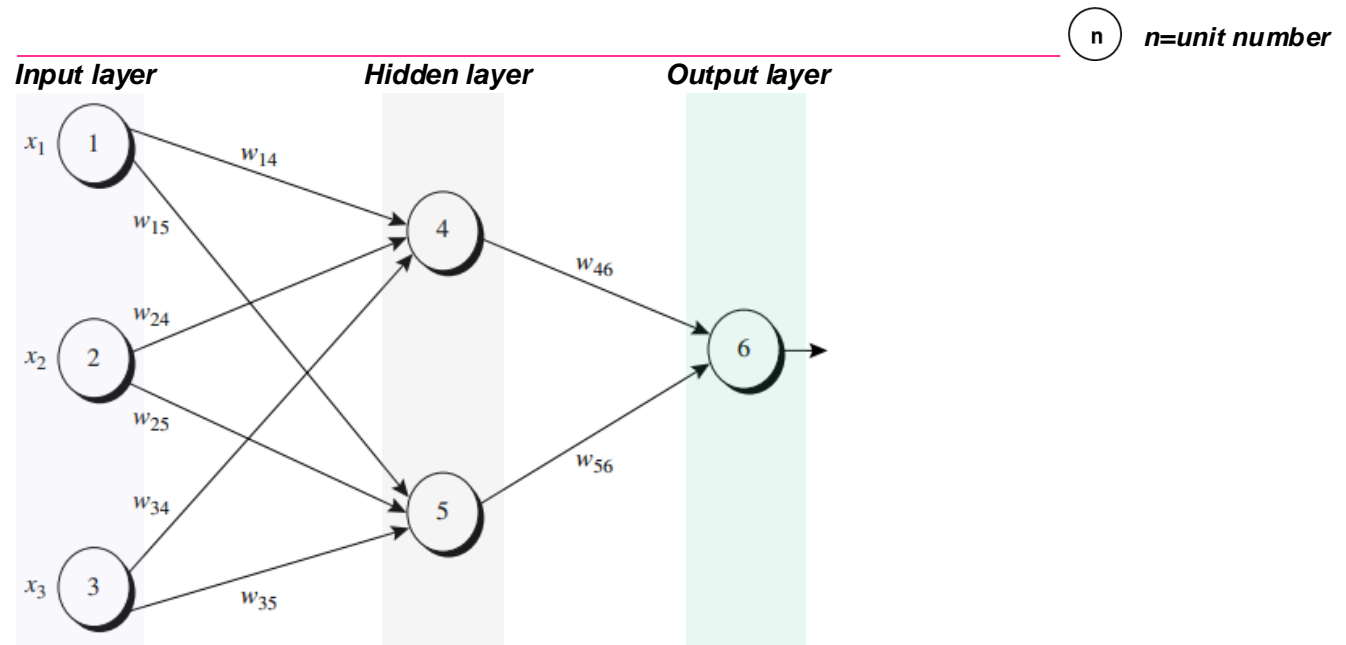 n n=unit number
Input layer Hidden layer Output layer
x₁ 1
w₁₄
w₁₅
4
w₄₆
w₂₄
x₂ 2
6
w₂₅
w₅₆
w₃₄
5
x₃ 3
w₃₅